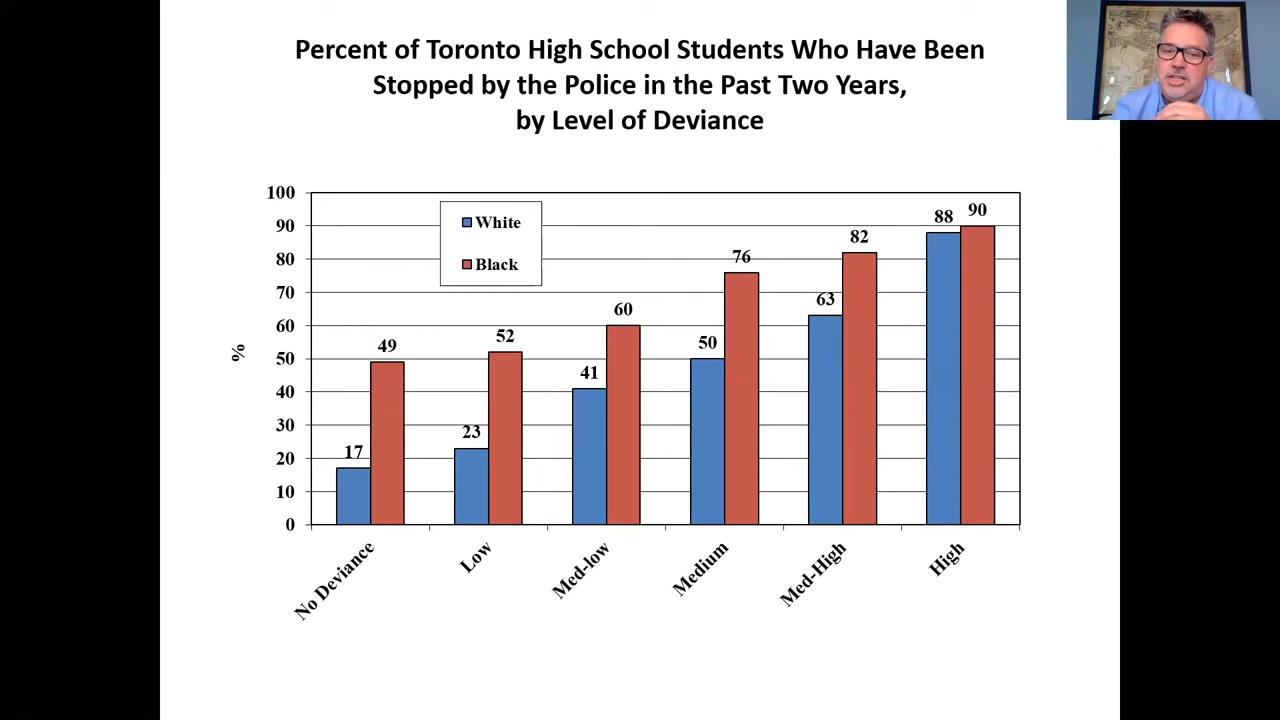 Percent of Toronto High School Students Who Have Been
Stopped by the Police in the Past Two Years,
by Level of Deviance
100
90
80
70
60
50
40
30
20
10
0
%
White
Black
17
49
23
52
41
60
50
76
63
82
88
90
No Deviance
Low
Med-low
Medium
Med-High
High